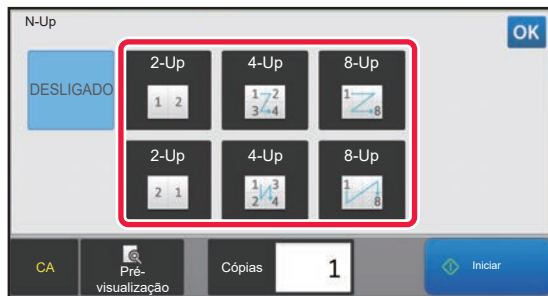 N-Up
OK
DESLIGADO
2-Up
4-Up
8-Up
1 2
1 2
3 4
1
8
2-Up
4-Up
8-Up
2 1
1 3
2 4
1
8
CA
Pré-
visualização
Cópias
1
Iniciar